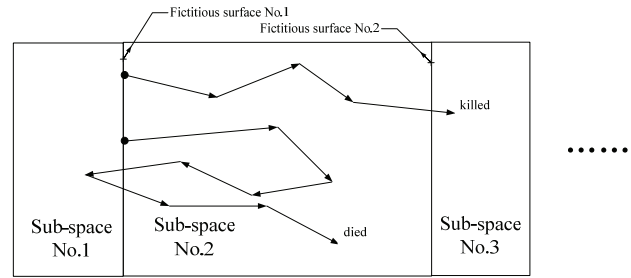 Fictitious surface No.1
Fictitious surface No.2
killed
died
Sub-space
No.1
Sub-space
No.2
Sub-space
No.3
......